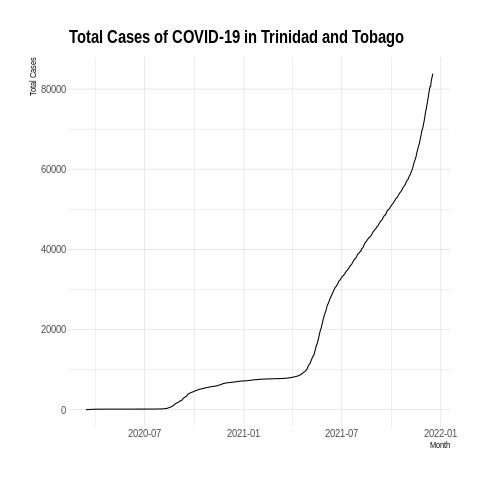 Total Cases of COVID-19 in Trinidad and Tobago
Total Cases
80000
60000
40000
20000
0
2020-07 2021-01 2021-07 2022-01
Month